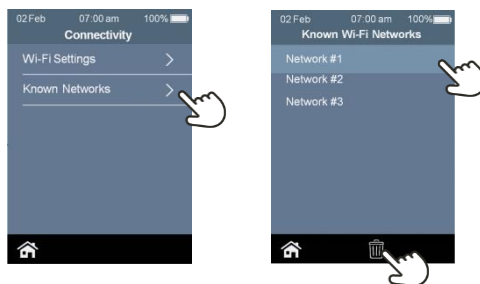 02 Feb 07:00 am 100%
Connectivity
Wi-Fi Settings
Known Networks
02 Feb 07:00 am 100%
Known Wi-Fi Networks
Network #1
Network #2
Network #3